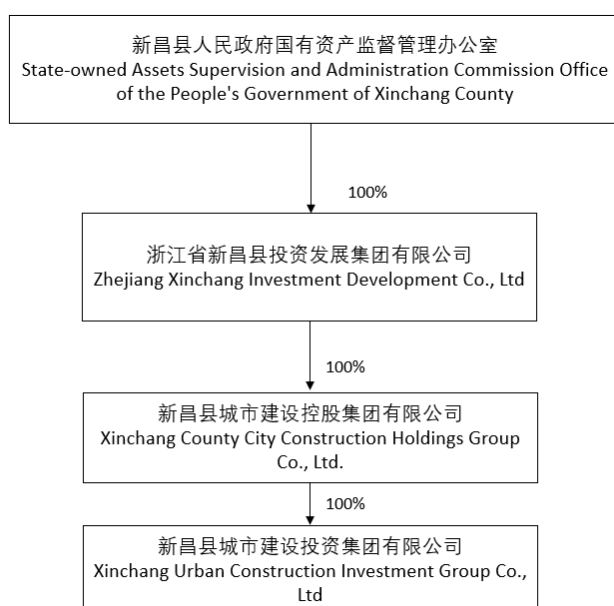 新昌县人民政府国有资产监督管理办公室
State-owned Assets Supervision and Administration Commission Office
of the People's Government of Xinchang County
100%
浙江省新昌县投资发展集团有限公司
Zhejiang Xinchang Investment Development Co., Ltd
100%
新昌县城市建设控股集团有限公司
Xinchang County City Construction Holdings Group
Co., Ltd.
100%
新昌县城市建设投资集团有限公司
Xinchang Urban Construction Investment Group Co.,
Ltd